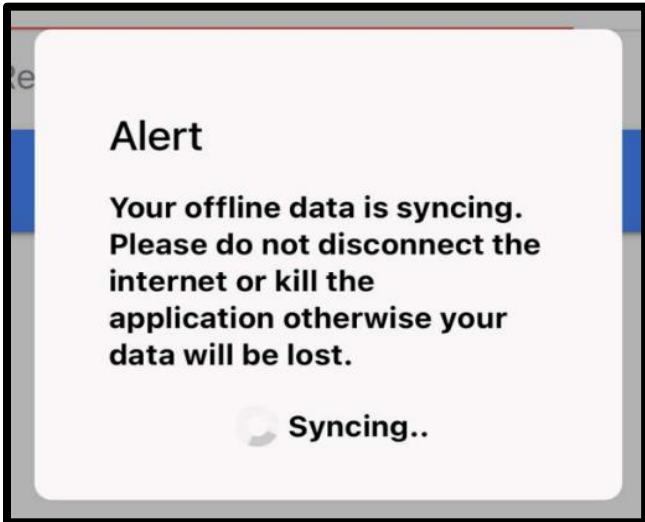 Re
Alert
Your offline data is syncing.
Please do not disconnect the
internet or kill the
application otherwise your
data will be lost.
Syncing..